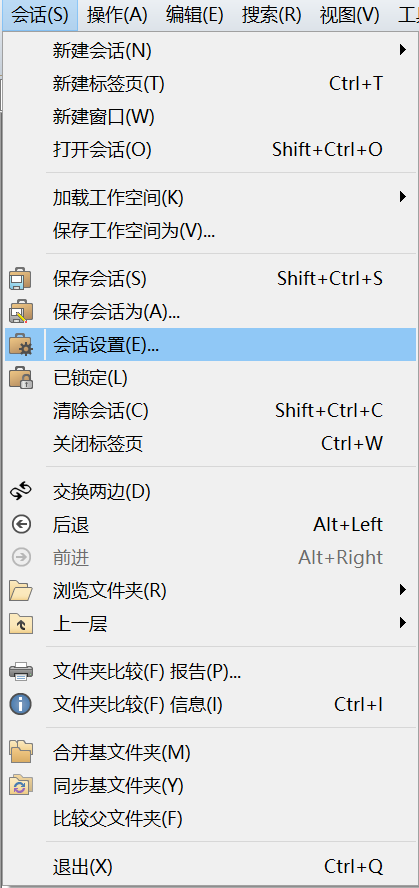 会话(S) 操作(A) 编辑(E) 搜索(R) 视图(V)
新建会话(N)
新建标签页(T) Ctrl+T
新建窗口(W)
打开会话(O) Shift+Ctrl+O
加载工作空间(K)
保存工作空间为(V)...
保存会话(S) Shift+Ctrl+S
保存会话为(A)...
会话设置(E)...
已锁定(L)
清除会话(C) Shift+Ctrl+C
关闭标签页 Ctrl+W
交换两边(D)
后退 Alt+Left
前进 Alt+Right
浏览文件夹(R)
上一层
文件夹比较(F) 报告(P)...
文件夹比较(F) 信息(I) Ctrl+I
合并基文件夹(M)
同步基文件夹(Y)
比较父文件夹(F)
退出(X) Ctrl+Q